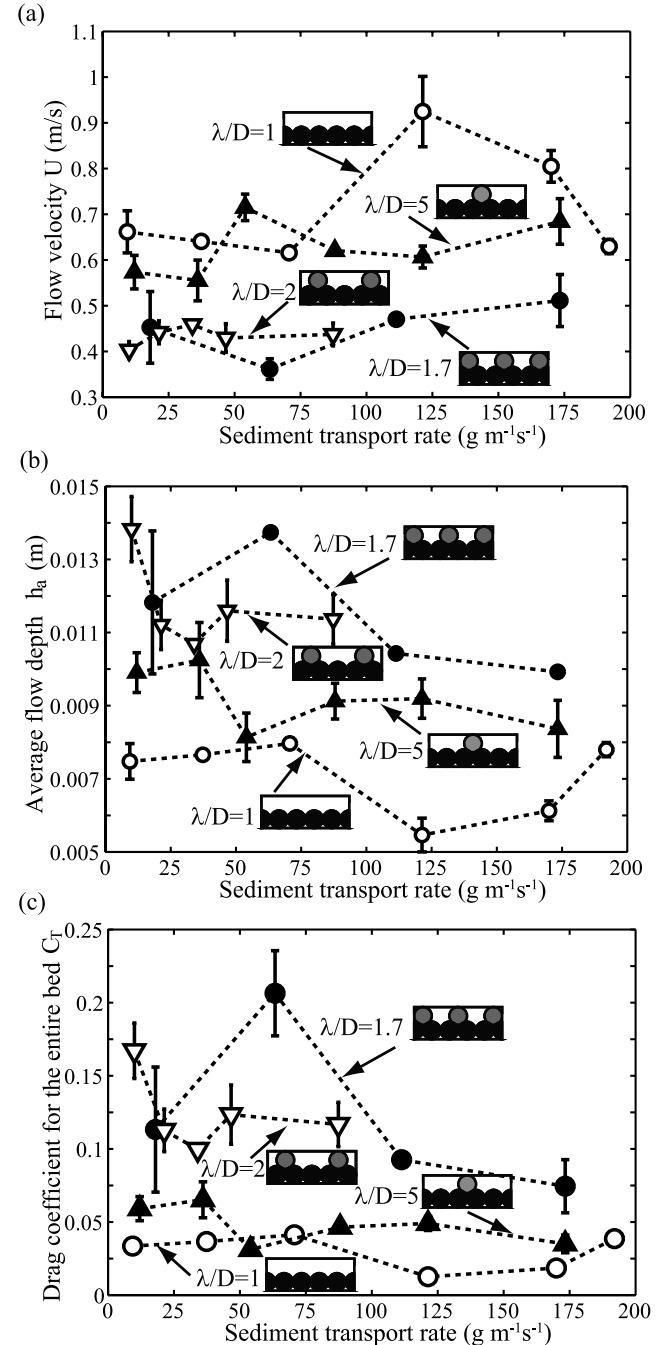 (a)
Flow velocity U (m/s)
1.1
1
0.9
0.8
0.7
0.6
0.5
0.4
0.3
λ/D=1
λ/D=5
λ/D=2
λ/D=1.7
0 25 50 75 100 125 150 175 200
Sediment transport rate (g m⁻¹s⁻¹)
(b)
Average flow depth hₐ (m)
0.015
0.013
0.011
0.009
0.007
0.005
λ/D=1.7
λ/D=2
λ/D=5
λ/D=1
0 25 50 75 100 125 150 175 200
Sediment transport rate (g m⁻¹s⁻¹)
(c)
Drag coefficient for the entire bed C_T
0.25
0.2
0.15
0.1
0.05
0
λ/D=1.7
λ/D=2
λ/D=5
λ/D=1
0 25 50 75 100 125 150 175 200
Sediment transport rate (g m⁻¹s⁻¹)